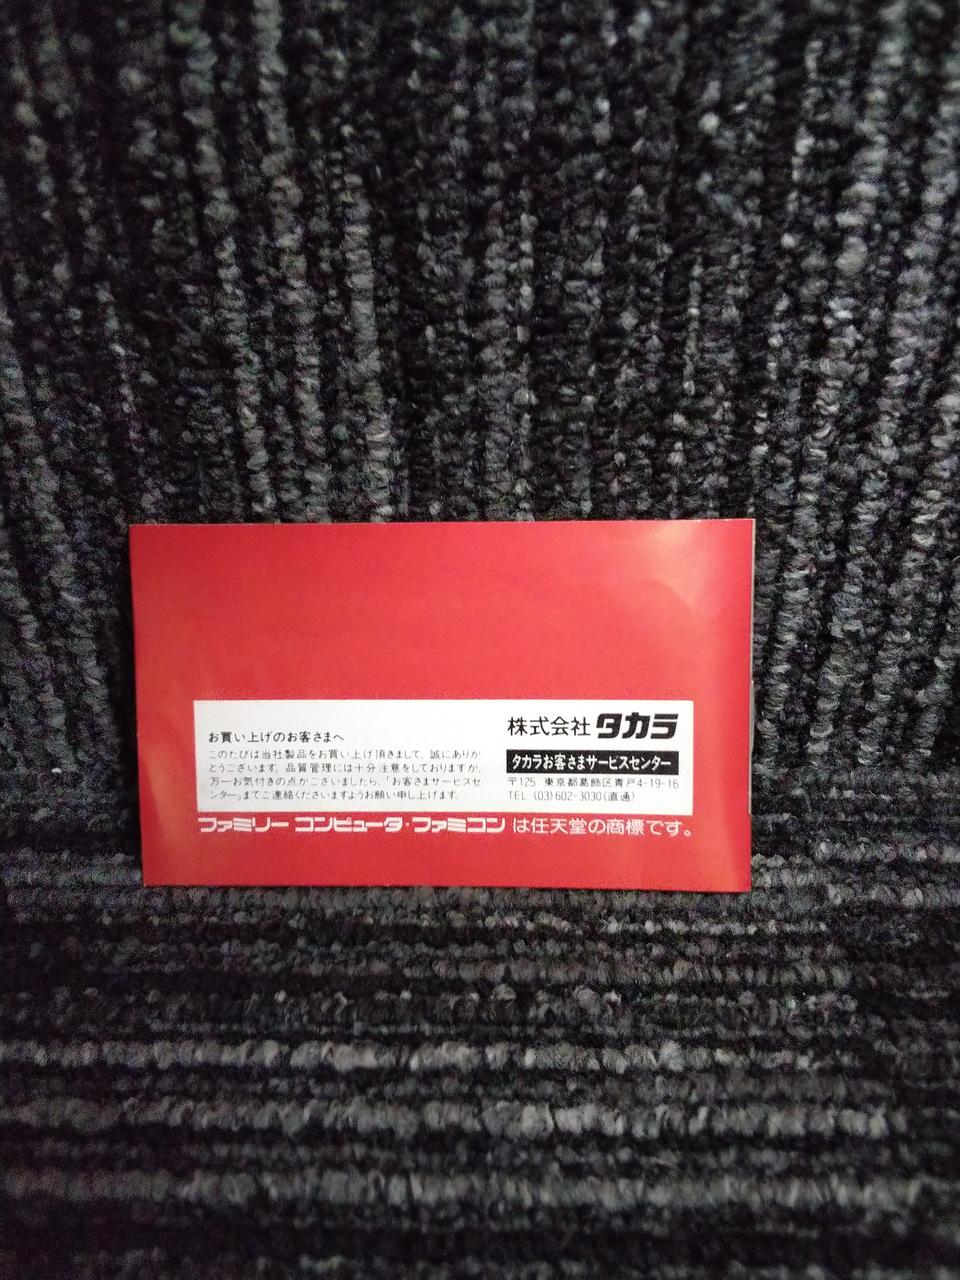 お買い上げのお客さまへ
このたびは当社製品をお買い上げ頂きまして、誠にありが
とうございます。品質管理には十分注意をしておりますが、
万一お気付きの点がございましたら、「お客さまサービスセ
ンター」までご連絡くださいますようお願い申し上げます。
株式会社 タカラ
タカラお客さまサービスセンター
〒125 東京都葛飾区青戸4-19-16
TEL (03)602-3030(直通)
ファミリー コンピュータ・ファミコン は任天堂の商標です。